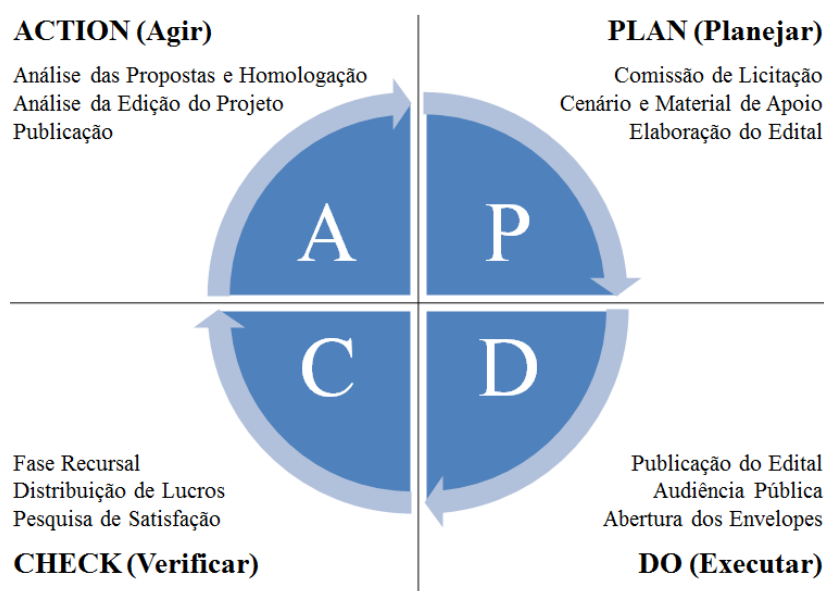 ACTION (Agir)
Análise das Propostas e Homologação
Análise da Edição do Projeto
Publicação
PLAN (Planejar)
Comissão de Licitação
Cenário e Material de Apoio
Elaboração do Edital
A
P
C
D
Fase Recursal
Distribuição de Lucros
Pesquisa de Satisfação
CHECK (Verificar)
Publicação do Edital
Audiência Pública
Abertura dos Envelopes
DO (Executar)